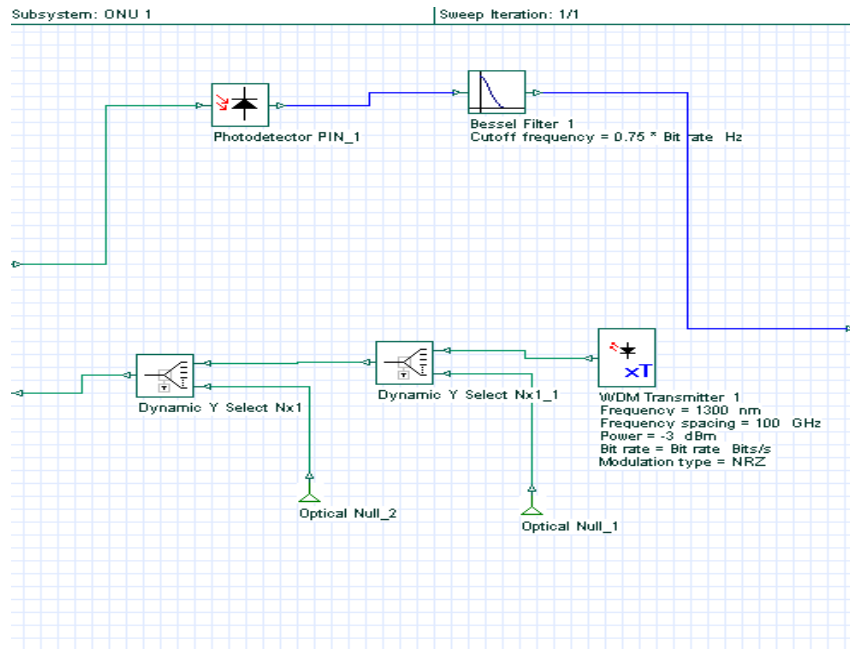 Subsystem: ONU 1
Sweep Iteration: 1/1
Photodetector PIN_1
Bessel Filter 1
Cutoff frequency = 0.75 * Bit rate Hz
Dynamic Y Select Nx1
Dynamic Y Select Nx1_1
xT
WDM Transmitter 1
Frequency = 1300 nm
Frequency spacing = 100 GHz
Power = -3 dBm
Bit rate = Bit rate Bits/s
Modulation type = NRZ
Optical Null_2
Optical Null_1